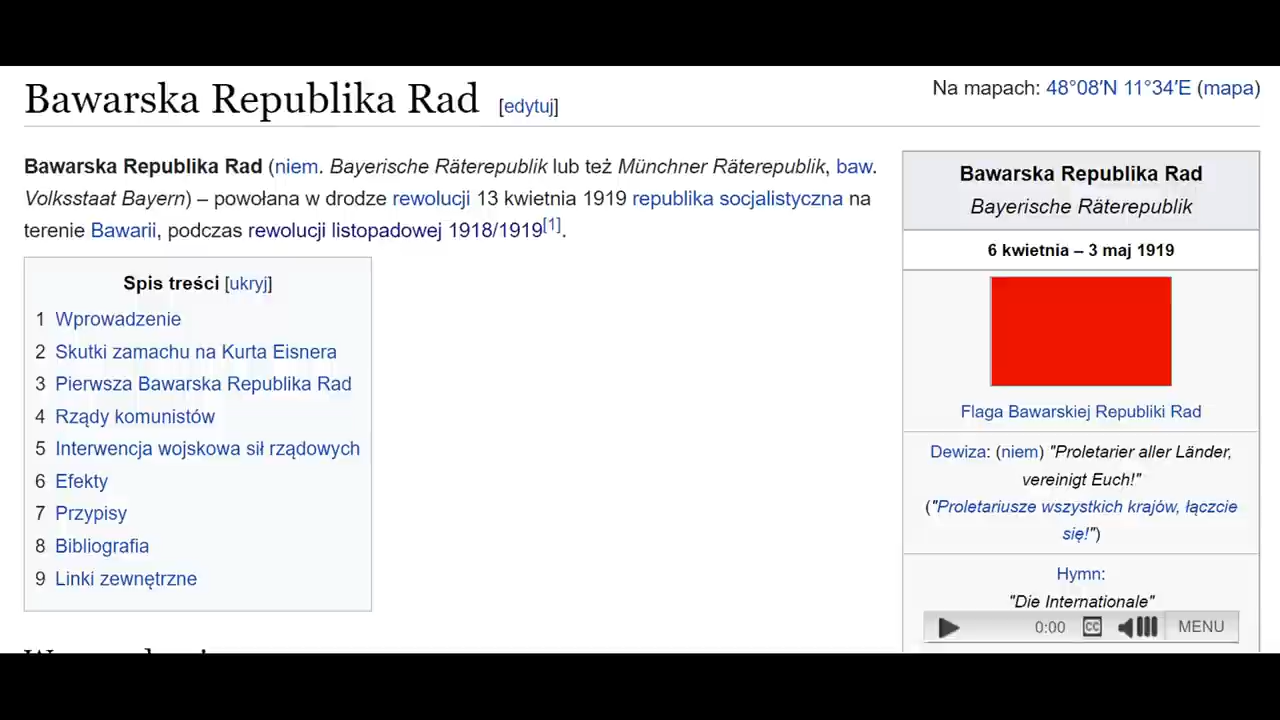 Bawarska Republika Rad [edytuj]
Na mapach: 48°08′N 11°34′E (mapa)
Bawarska Republika Rad (niem. Bayerische Räterepublik lub też Münchner Räterepublik, baw.
Volksstaat Bayern) – powołana w drodze rewolucji 13 kwietnia 1919 republika socjalistyczna na
terenie Bawarii, podczas rewolucji listopadowej 1918/1919[1].
Spis treści [ukryj]
1 Wprowadzenie
2 Skutki zamachu na Kurta Eisnera
3 Pierwsza Bawarska Republika Rad
4 Rządy komunistów
5 Interwencja wojskowa sił rządowych
6 Efekty
7 Przypisy
8 Bibliografia
9 Linki zewnętrzne
Bawarska Republika Rad
Bayerische Räterepublik
6 kwietnia – 3 maj 1919
Flaga Bawarskiej Republiki Rad
Dewiza: (niem) "Proletarier aller Länder,
vereinigt Euch!"
("Proletariusze wszystkich krajów, łączcie
się!")
Hymn:
"Die Internationale"
0:00 CC MENU